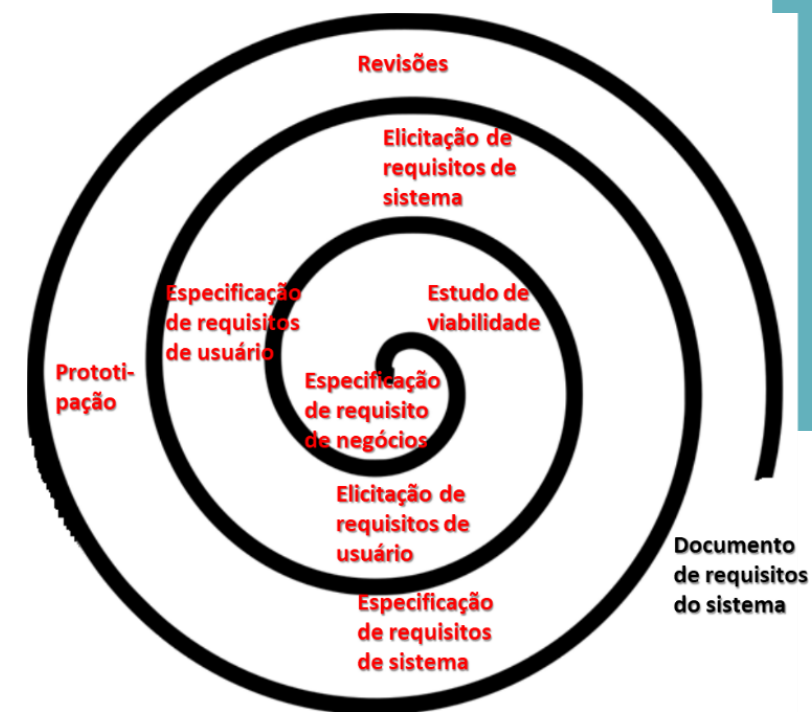 Revisões
Elicitação de
requisitos de
sistema
Especificação
de requisitos
de usuário
Estudo de
viabilidade
Prototi-
pação
Especificação
de requisito
de negócios
Elicitação de
requisitos de
usuário
Documento
de requisitos
do sistema
Especificação
de requisitos
de sistema